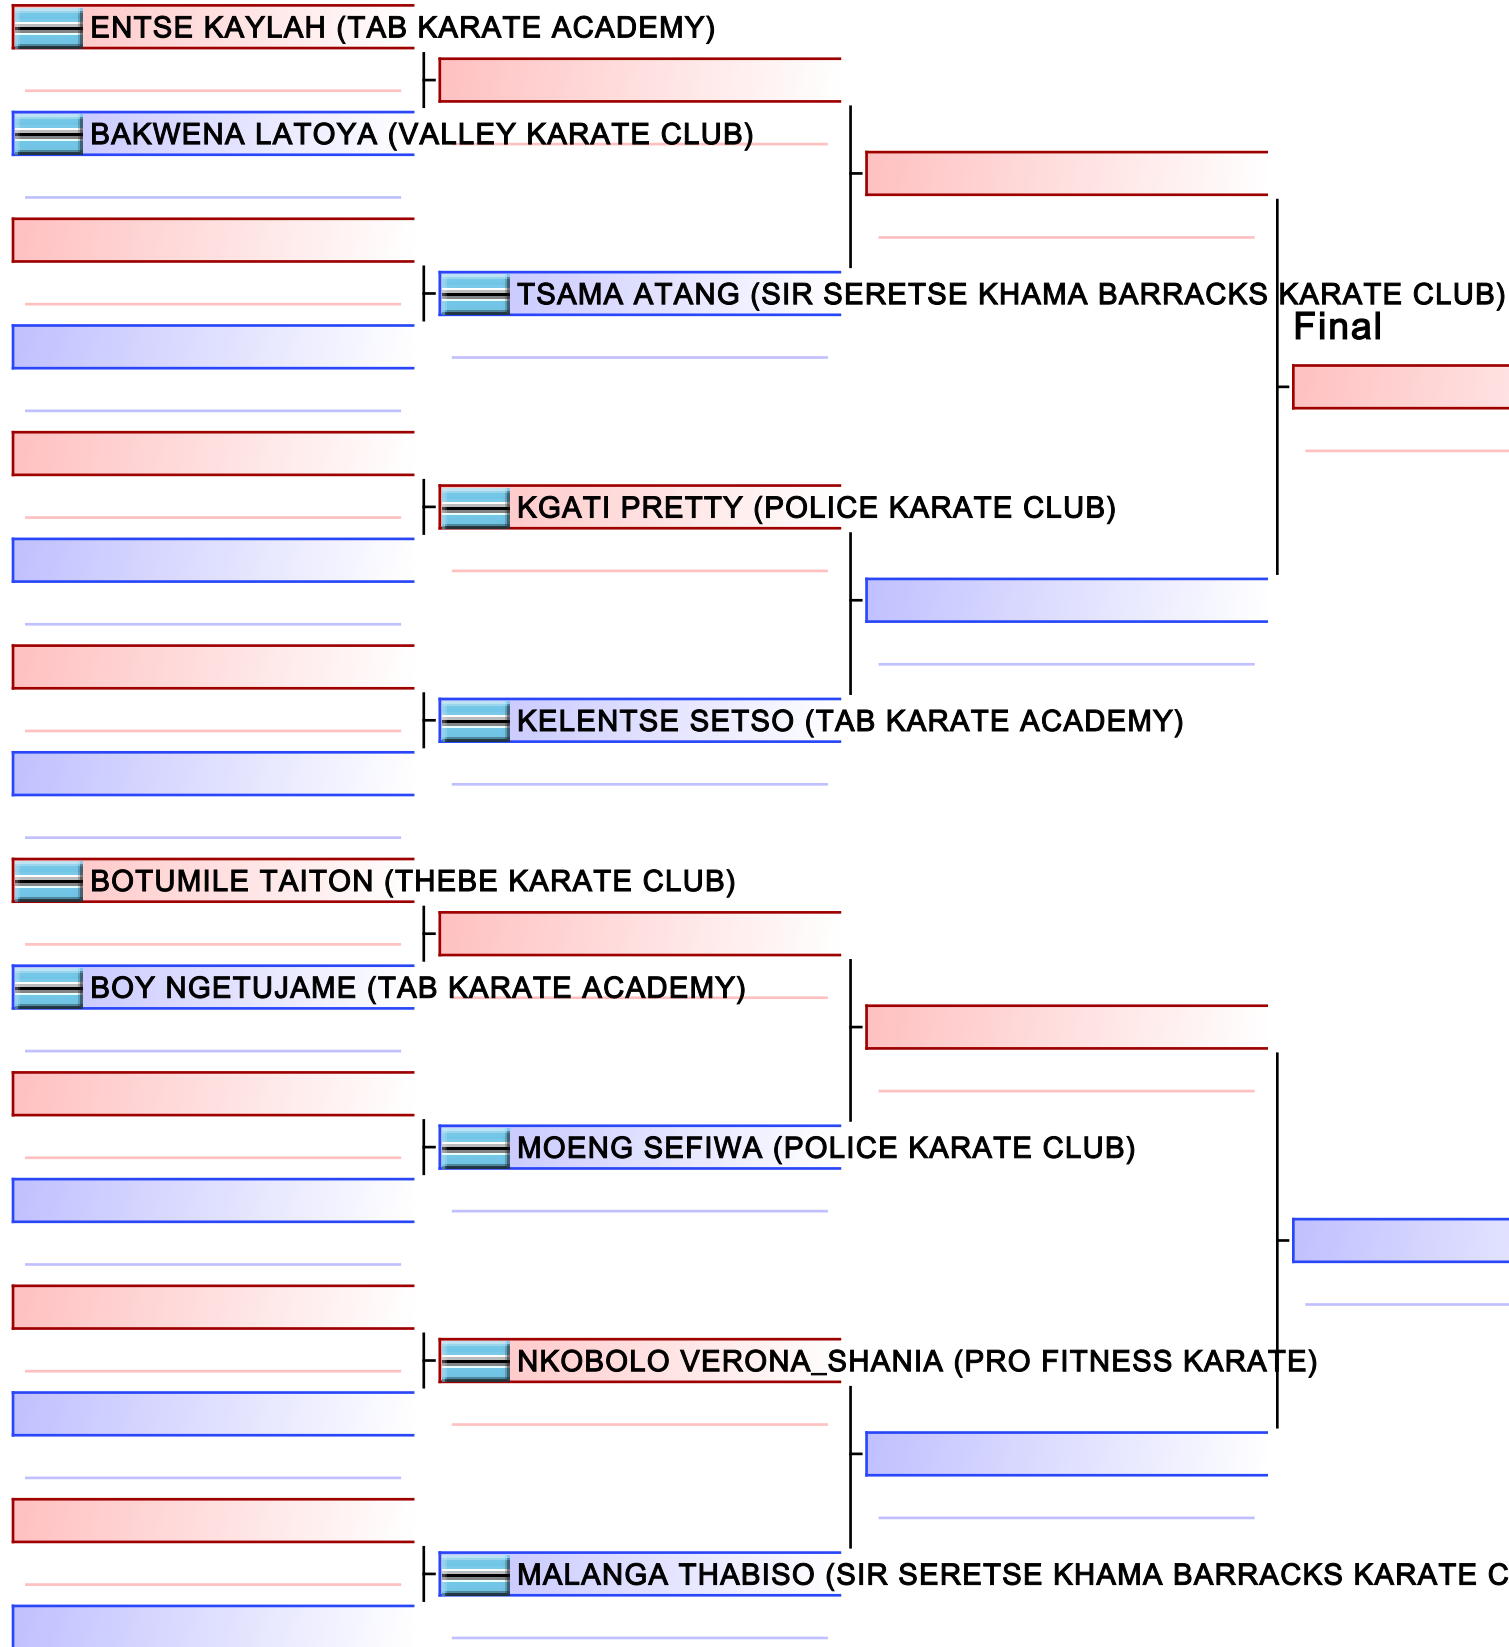 ENTSE KAYLAH (TAB KARATE ACADEMY)
BAKWENA LATOYA (VALLEY KARATE CLUB)
TSAMA ATANG (SIR SERETSE KHAMA BARRACKS KARATE CLUB)
Final
KGATI PRETTY (POLICE KARATE CLUB)
KELENTSE SETSO (TAB KARATE ACADEMY)
BOTUMILE TAITON (THEBE KARATE CLUB)
BOY NGETUJAME (TAB KARATE ACADEMY)
MOENG SEFIWA (POLICE KARATE CLUB)
NKOBOLO VERONA_SHANIA (PRO FITNESS KARATE)
MALANGA THABISO (SIR SERETSE KHAMA BARRACKS KARATE C